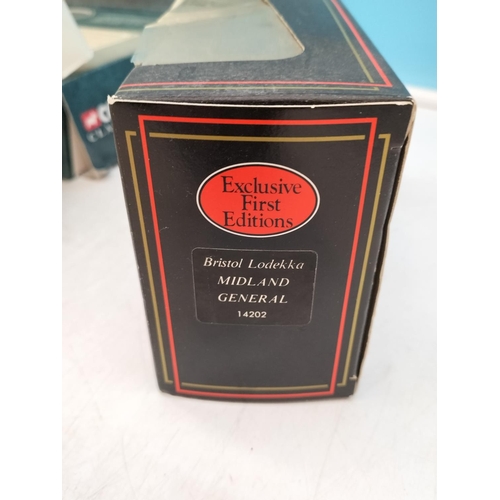 Exclusive
First
Editions
Bristol Lodekka
MIDLAND
GENERAL
14202